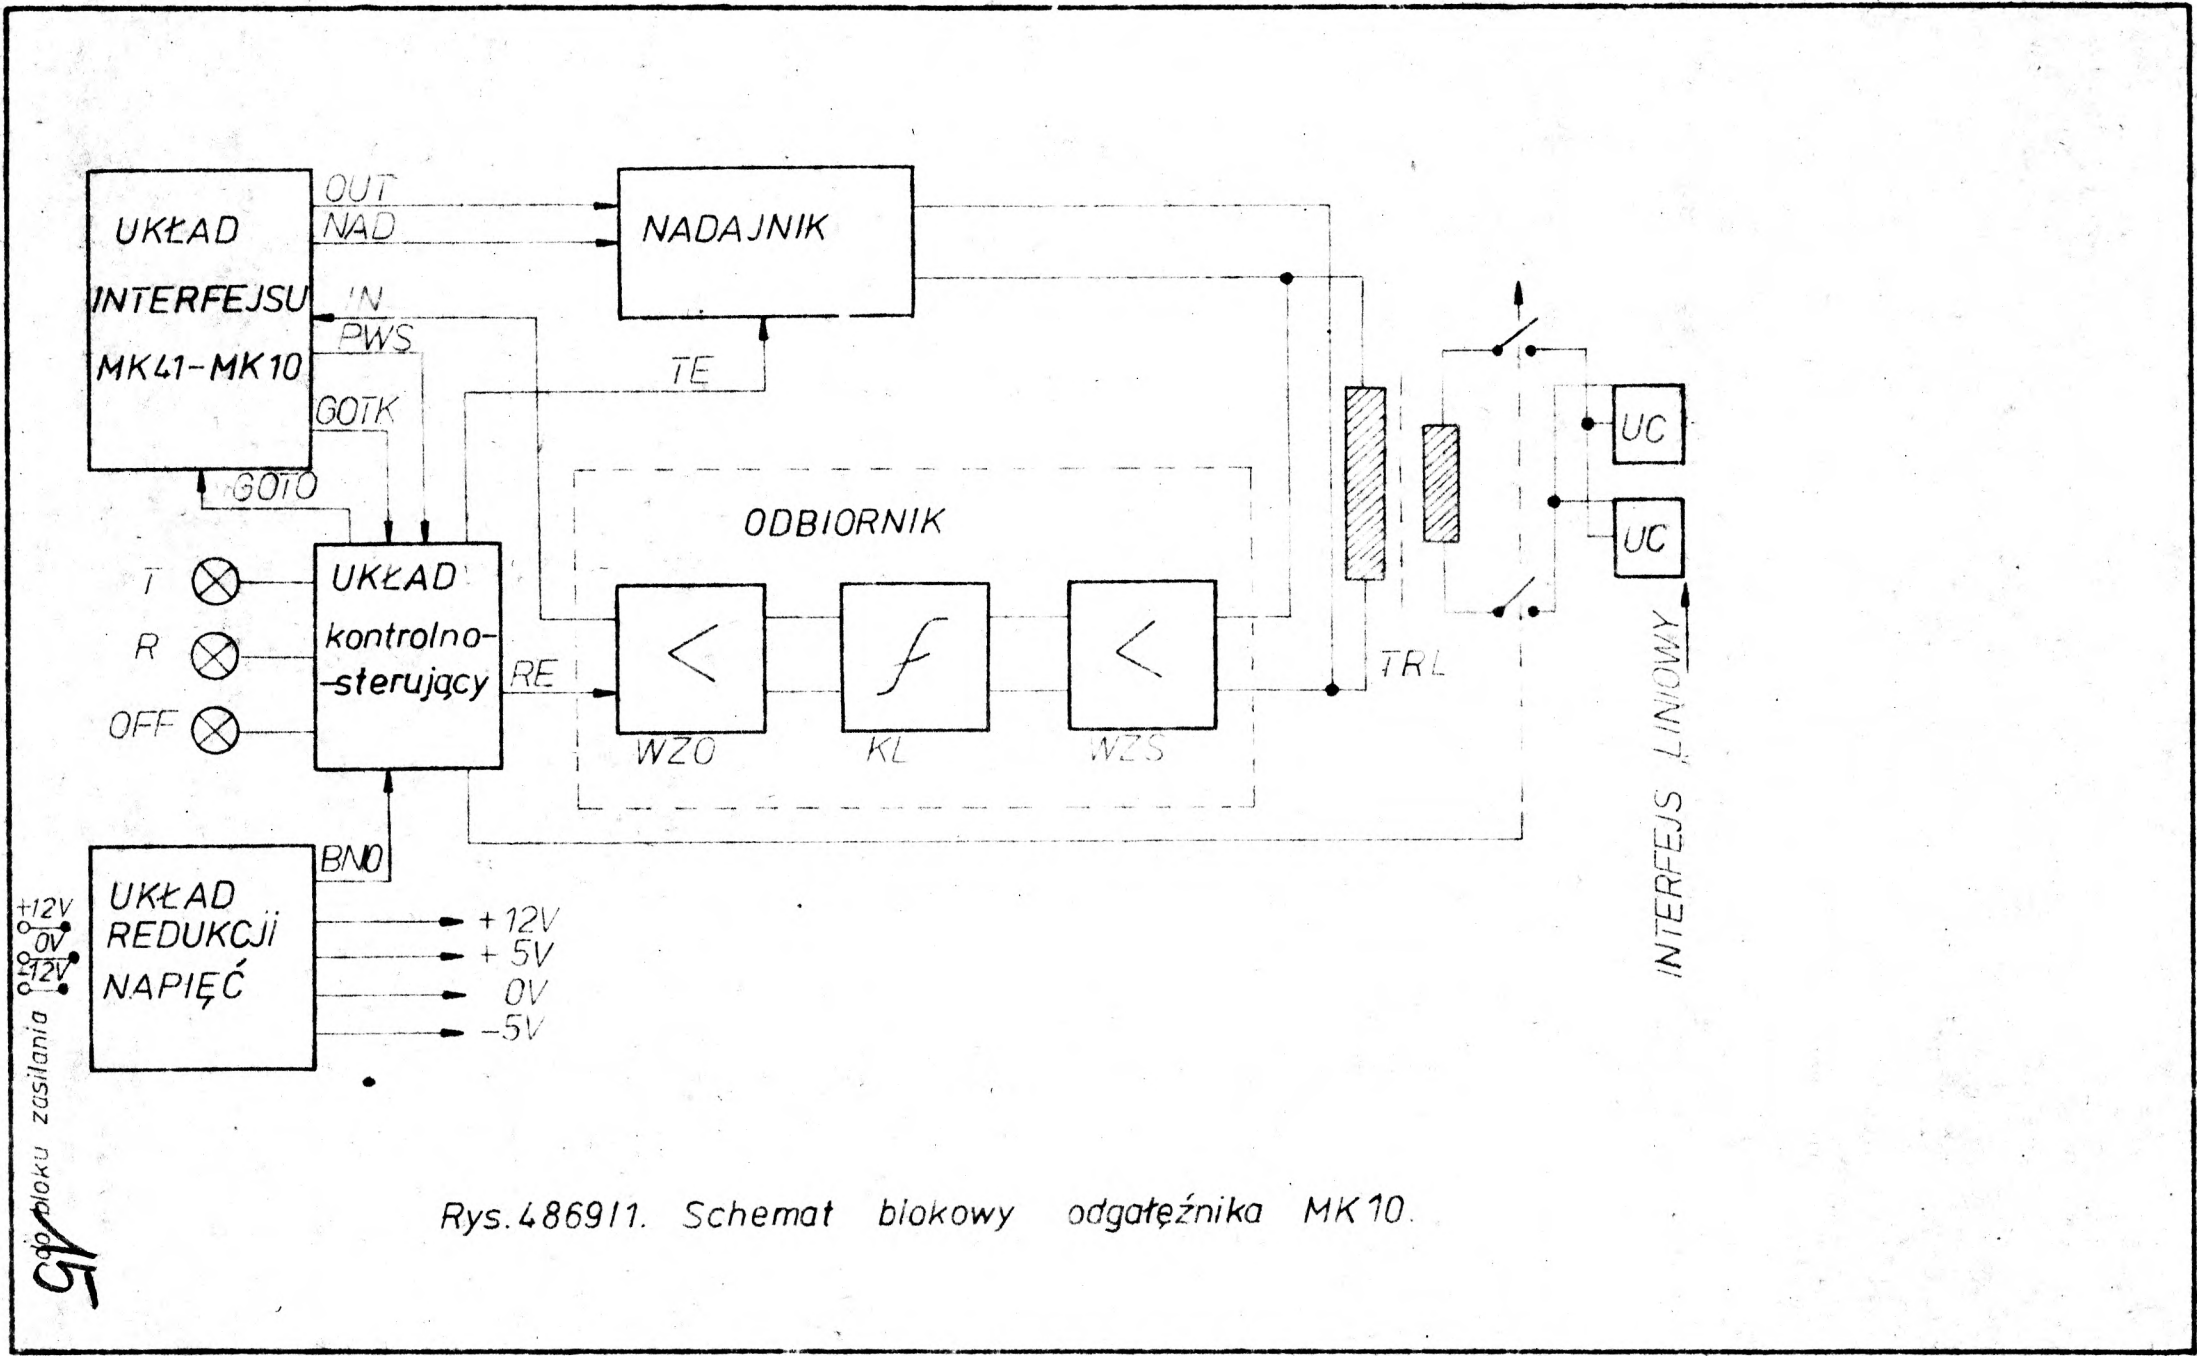 UKŁAD
INTERFEJSU
MK41-MK10
OUT
NAD
IN
PWS
GOTK
GOTO
NADAJNIK
TE
ODBIORNIK
T
R
OFF
UKŁAD
kontrolno-
-sterujący
RE
WZO
KL
WZS
TRL
UC
UC
INTERFEJS LINIOWY
BNO
UKŁAD
REDUKCJi
NAPIĘĆ
+12V
0V
-12V
do bloku zasilania
+12V
+5V
0V
-5V
Rys.4869/1. Schemat blokowy odgałęźnika MK10.